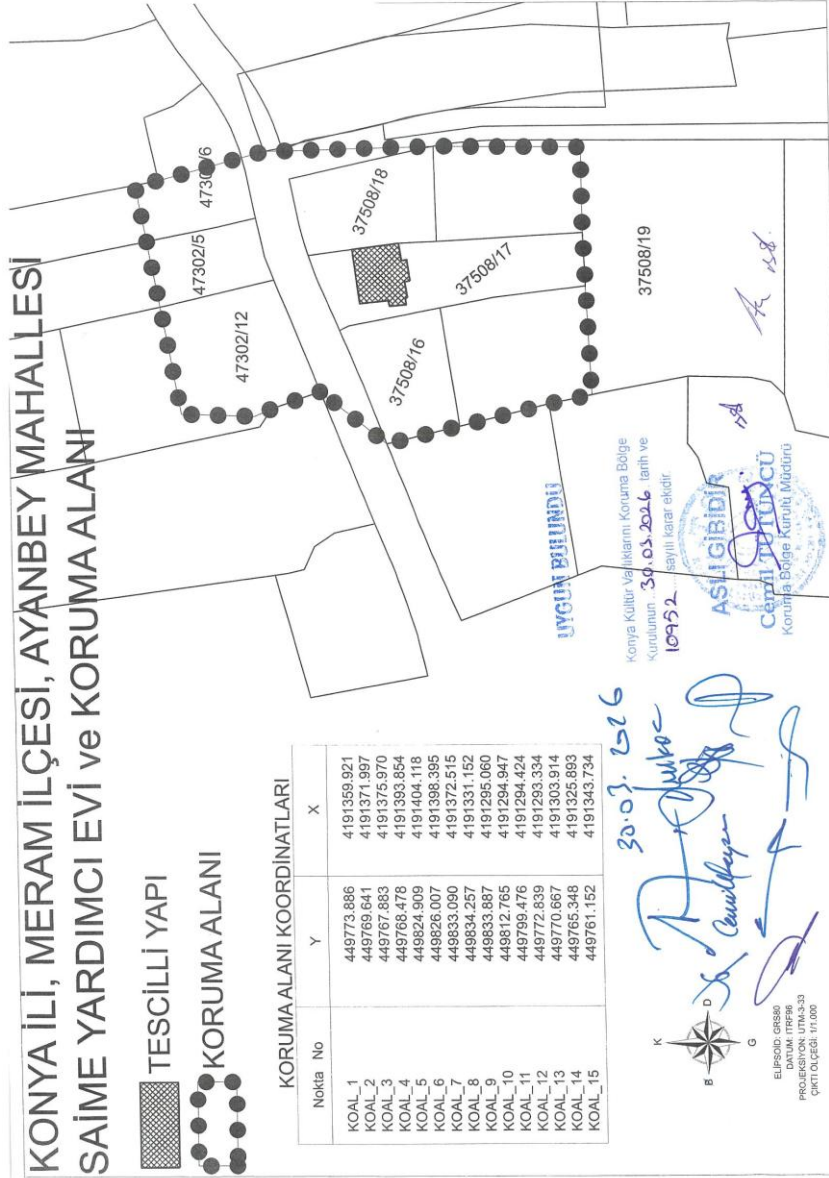 KONYA İLİ, MERAM İLÇESİ, AYANBEY MAHALLESİ
SAİME YARDIMCI EVİ ve KORUMA ALANI
TESCİLLİ YAPI
KORUMA ALANI
KORUMA ALANI KOORDİNATLARI
Nokta No Y X
KOAL_1 449773.886 4191359.921
KOAL_2 449769.641 4191371.997
KOAL_3 449767.883 4191375.970
KOAL_4 449768.478 4191393.854
KOAL_5 449824.909 4191404.118
KOAL_6 449826.007 4191398.395
KOAL_7 449833.090 4191372.515
KOAL_8 449834.257 4191331.152
KOAL_9 449833.887 4191295.060
KOAL_10 449812.765 4191294.947
KOAL_11 449799.476 4191294.424
KOAL_12 449772.839 4191293.334
KOAL_13 449770.667 4191303.914
KOAL_14 449765.348 4191325.893
KOAL_15 449761.152 4191343.734
47302/12
47302/5
47302/6
37508/16
37508/17
37508/18
37508/19
UYGUN BULUNDU
Konya Kültür Varlıklarını Koruma Bölge
Kurulunun 30.03.2026 tarih ve
10952 sayılı karar ekidir.
ASLI GİBİDİR
Cemil TÜTÜNCÜ
Koruma Bölge Kurulu Müdürü
30.03.2026
K
B
D
G
ELİPSOİD: GRS80
DATUM: ITRF96
PROJEKSİYON: UTM-3-33
ÇIKTI ÖLÇEĞİ: 1/1.000